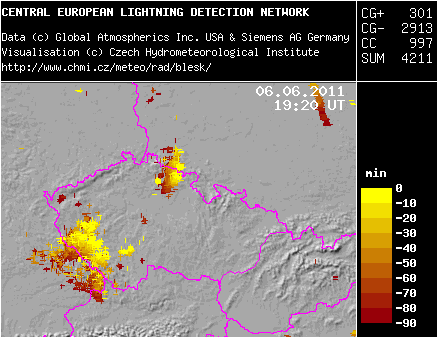 CENTRAL EUROPEAN LIGHTNING DETECTION NETWORK
Data (c) Global Atmospherics Inc. USA & Siemens AG Germany
Visualisation (c) Czech Hydrometeorological Institute
http://www.chmi.cz/meteo/rad/blesk/
CG+ 301
CG- 2913
CC 997
SUM 4211
06.06.2011
19:20 UT
min
0
-10
-20
-30
-40
-50
-60
-70
-80
-90